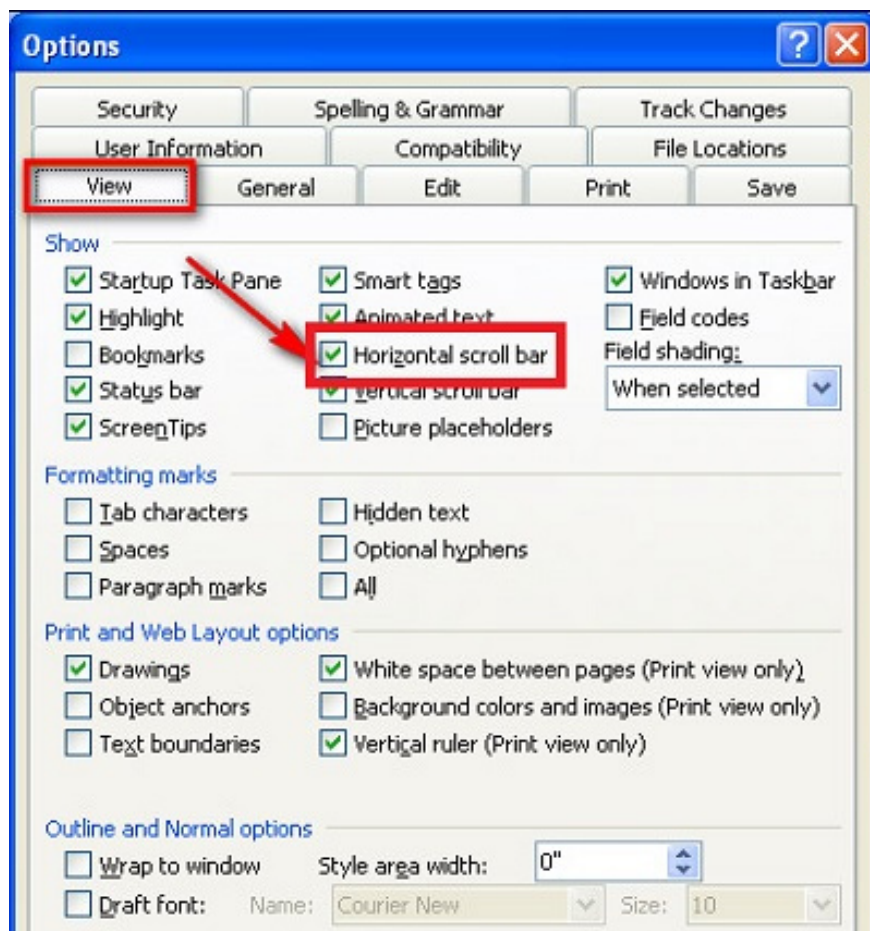 Options
Security Spelling & Grammar Track Changes
User Information Compatibility File Locations
View General Edit Print Save
Show
Startup Task Pane Smart tags Windows in Taskbar
Highlight Animated text Field codes
Bookmarks Horizontal scroll bar Field shading:
Status bar Vertical scroll bar When selected
ScreenTips Picture placeholders
Formatting marks
Tab characters Hidden text
Spaces Optional hyphens
Paragraph marks All
Print and Web Layout options
Drawings White space between pages (Print view only)
Object anchors Background colors and images (Print view only)
Text boundaries Vertical ruler (Print view only)
Outline and Normal options
Wrap to window Style area width: 0"
Draft font: Name: Courier New Size: 10